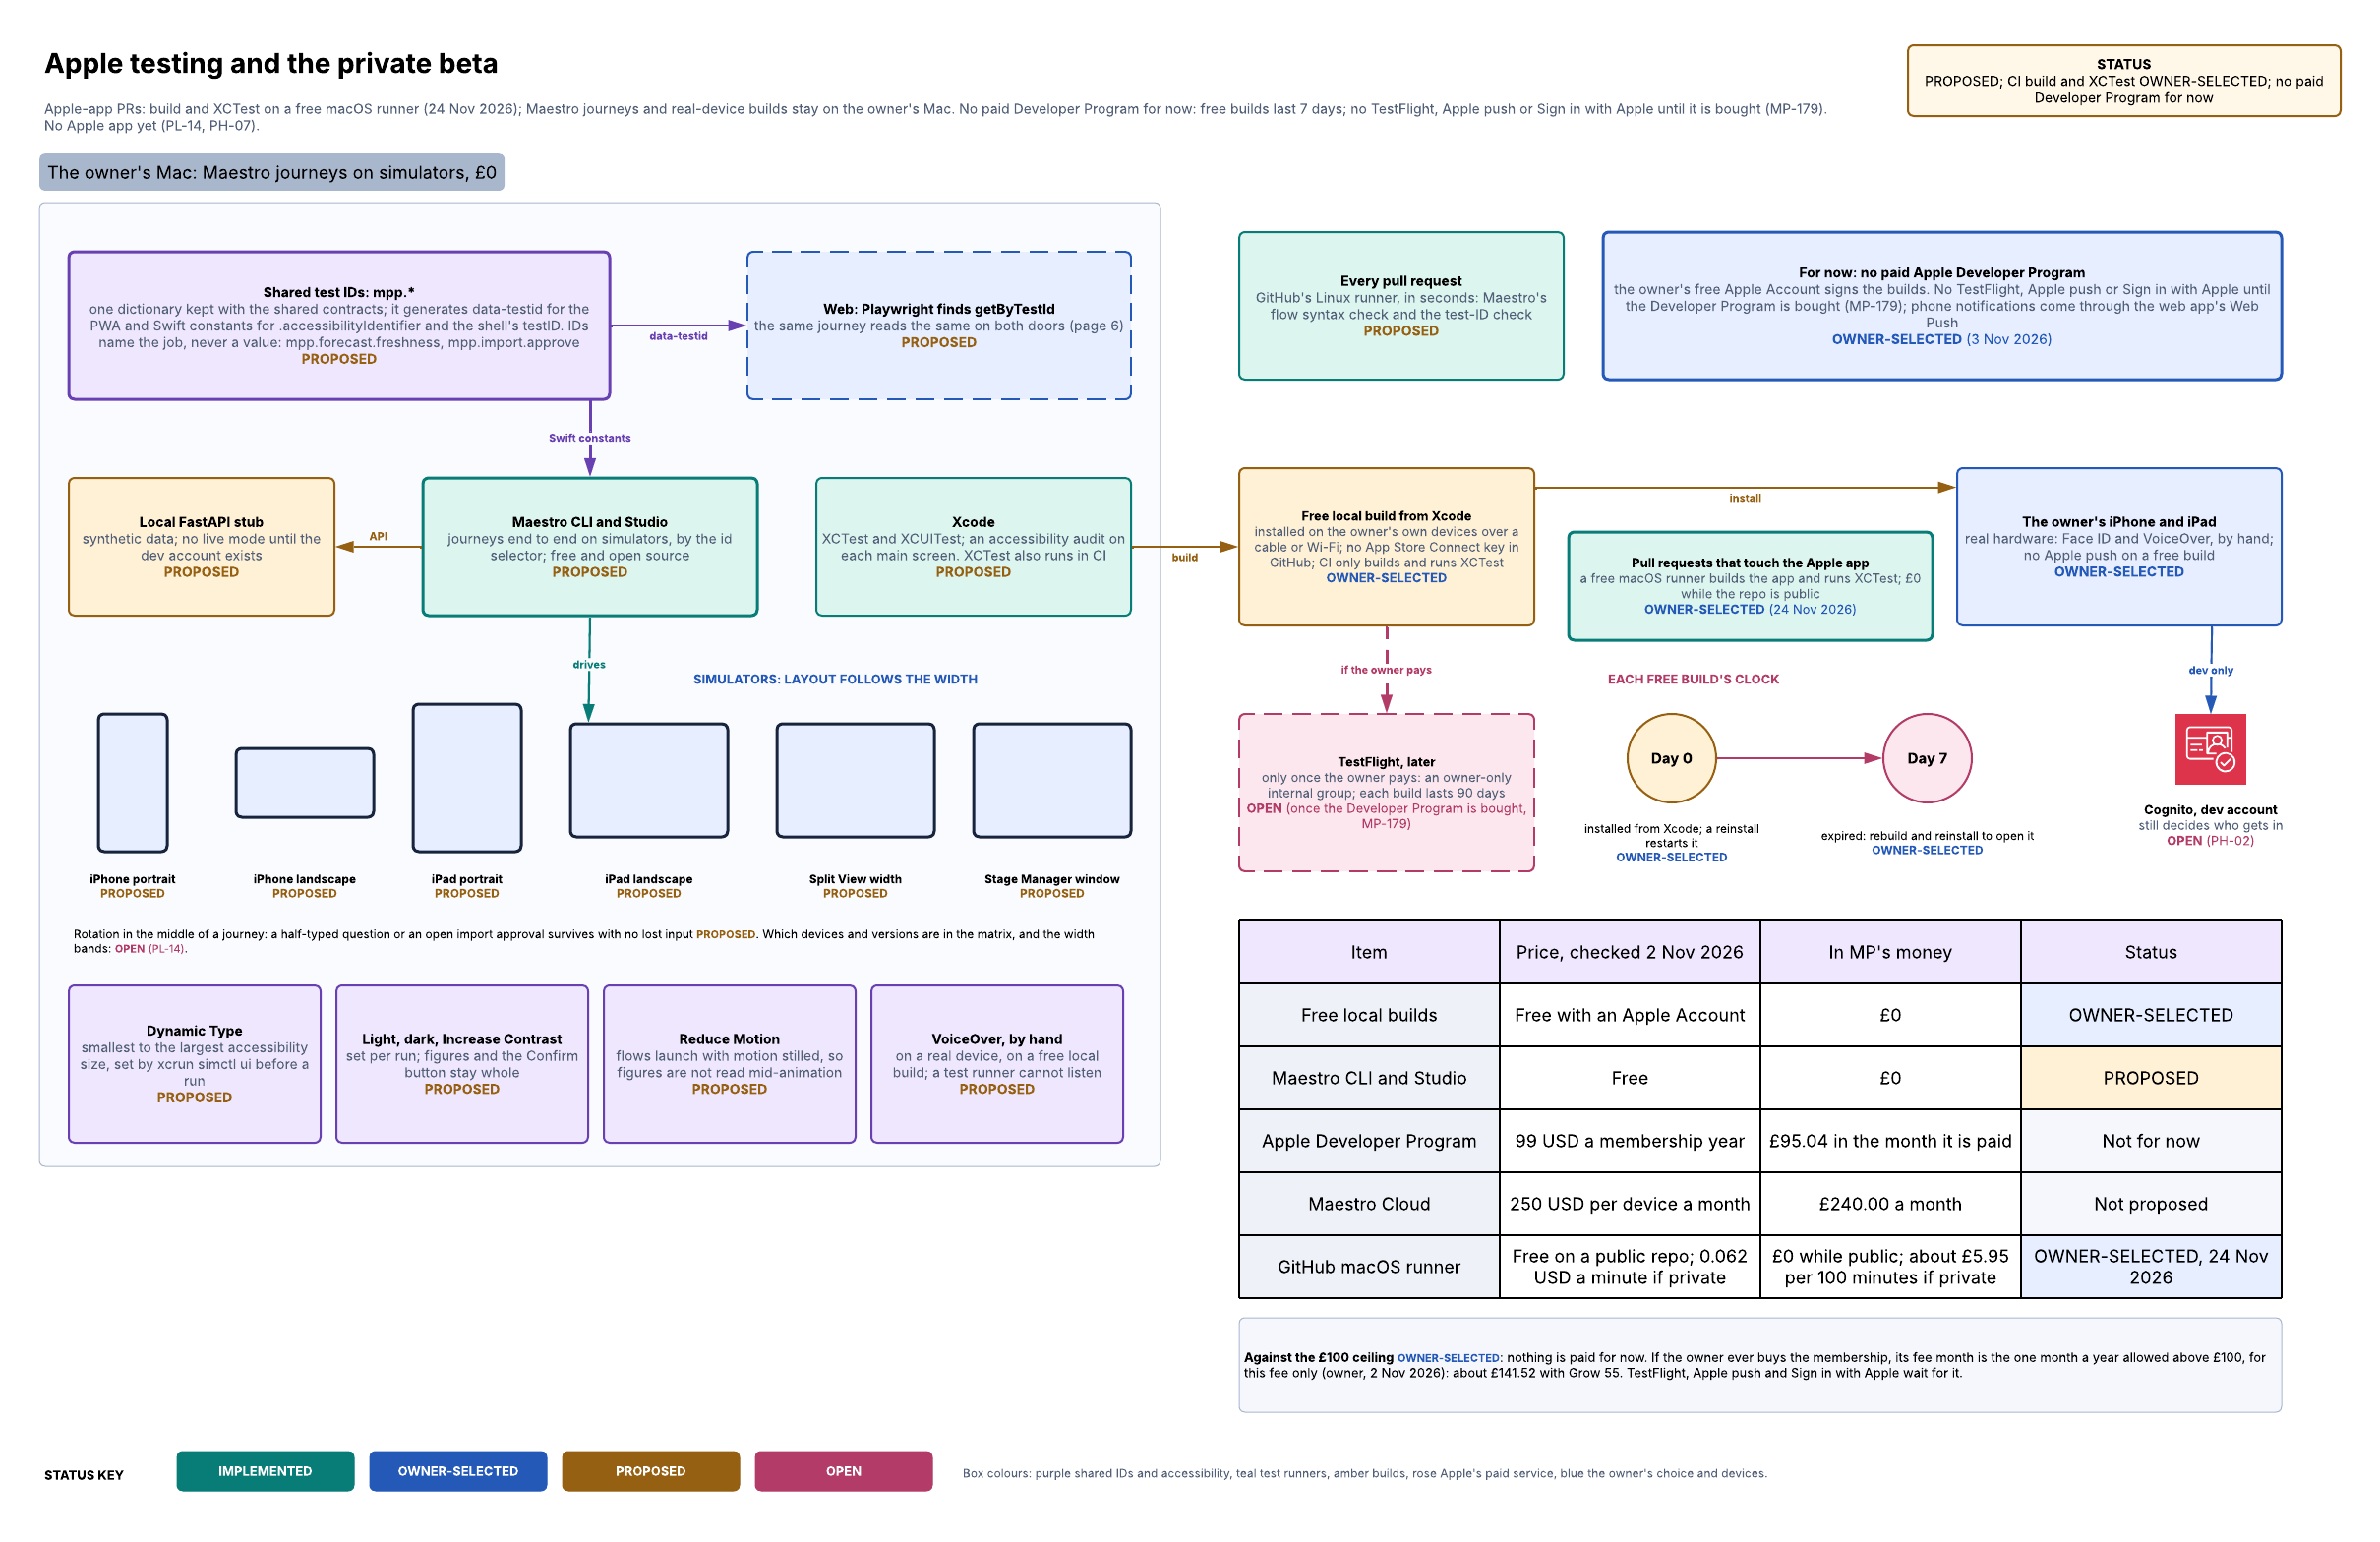 Apple testing and the private beta
Apple-app PRs: build and XCTest on a free macOS runner (24 Nov 2026); Maestro journeys and real-device builds stay on the owner's Mac. No paid Developer Program for now: free builds last 7 days; no TestFlight, Apple push or Sign in with Apple until it is bought (MP-179).
No Apple app yet (PL-14, PH-07).
STATUS
PROPOSED; CI build and XCTest OWNER-SELECTED; no paid
Developer Program for now
The owner's Mac: Maestro journeys on simulators, £0
Shared test IDs: mpp.*
one dictionary kept with the shared contracts; it generates data-testid for the
PWA and Swift constants for .accessibilityIdentifier and the shell's testID. IDs
name the job, never a value: mpp.forecast.freshness, mpp.import.approve
PROPOSED
data-testid
Web: Playwright finds getByTestId
the same journey reads the same on both doors (page 6)
PROPOSED
Every pull request
GitHub's Linux runner, in seconds: Maestro's
flow syntax check and the test-ID check
PROPOSED
For now: no paid Apple Developer Program
the owner's free Apple Account signs the builds. No TestFlight, Apple push or Sign in with Apple until
the Developer Program is bought (MP-179); phone notifications come through the web app's Web
Push
OWNER-SELECTED (3 Nov 2026)
Swift constants
Local FastAPI stub
synthetic data; no live mode until the
dev account exists
PROPOSED
API
Maestro CLI and Studio
journeys end to end on simulators, by the id
selector; free and open source
PROPOSED
Xcode
XCTest and XCUITest; an accessibility audit on
each main screen. XCTest also runs in CI
PROPOSED
build
Free local build from Xcode
installed on the owner's own devices over a
cable or Wi-Fi; no App Store Connect key in
GitHub; CI only builds and runs XCTest
OWNER-SELECTED
install
Pull requests that touch the Apple app
a free macOS runner builds the app and runs XCTest; £0
while the repo is public
OWNER-SELECTED (24 Nov 2026)
The owner's iPhone and iPad
real hardware: Face ID and VoiceOver, by hand;
no Apple push on a free build
OWNER-SELECTED
drives
SIMULATORS: LAYOUT FOLLOWS THE WIDTH
if the owner pays
EACH FREE BUILD'S CLOCK
dev only
iPhone portrait
PROPOSED
iPhone landscape
PROPOSED
iPad portrait
PROPOSED
iPad landscape
PROPOSED
Split View width
PROPOSED
Stage Manager window
PROPOSED
TestFlight, later
only once the owner pays: an owner-only
internal group; each build lasts 90 days
OPEN (once the Developer Program is bought,
MP-179)
Day 0
installed from Xcode; a reinstall
restarts it
OWNER-SELECTED
Day 7
expired: rebuild and reinstall to open it
OWNER-SELECTED
Cognito, dev account
still decides who gets in
OPEN (PH-02)
Rotation in the middle of a journey: a half-typed question or an open import approval survives with no lost input PROPOSED. Which devices and versions are in the matrix, and the width
bands: OPEN (PL-14).
Dynamic Type
smallest to the largest accessibility
size, set by xcrun simctl ui before a
run
PROPOSED
Light, dark, Increase Contrast
set per run; figures and the Confirm
button stay whole
PROPOSED
Reduce Motion
flows launch with motion stilled, so
figures are not read mid-animation
PROPOSED
VoiceOver, by hand
on a real device, on a free local
build; a test runner cannot listen
PROPOSED
Item
Price, checked 2 Nov 2026
In MP's money
Status
Free local builds
Free with an Apple Account
£0
OWNER-SELECTED
Maestro CLI and Studio
Free
£0
PROPOSED
Apple Developer Program
99 USD a membership year
£95.04 in the month it is paid
Not for now
Maestro Cloud
250 USD per device a month
£240.00 a month
Not proposed
GitHub macOS runner
Free on a public repo; 0.062
USD a minute if private
£0 while public; about £5.95
per 100 minutes if private
OWNER-SELECTED, 24 Nov
2026
Against the £100 ceiling OWNER-SELECTED: nothing is paid for now. If the owner ever buys the membership, its fee month is the one month a year allowed above £100, for
this fee only (owner, 2 Nov 2026): about £141.52 with Grow 55. TestFlight, Apple push and Sign in with Apple wait for it.
STATUS KEY
IMPLEMENTED
OWNER-SELECTED
PROPOSED
OPEN
Box colours: purple shared IDs and accessibility, teal test runners, amber builds, rose Apple's paid service, blue the owner's choice and devices.